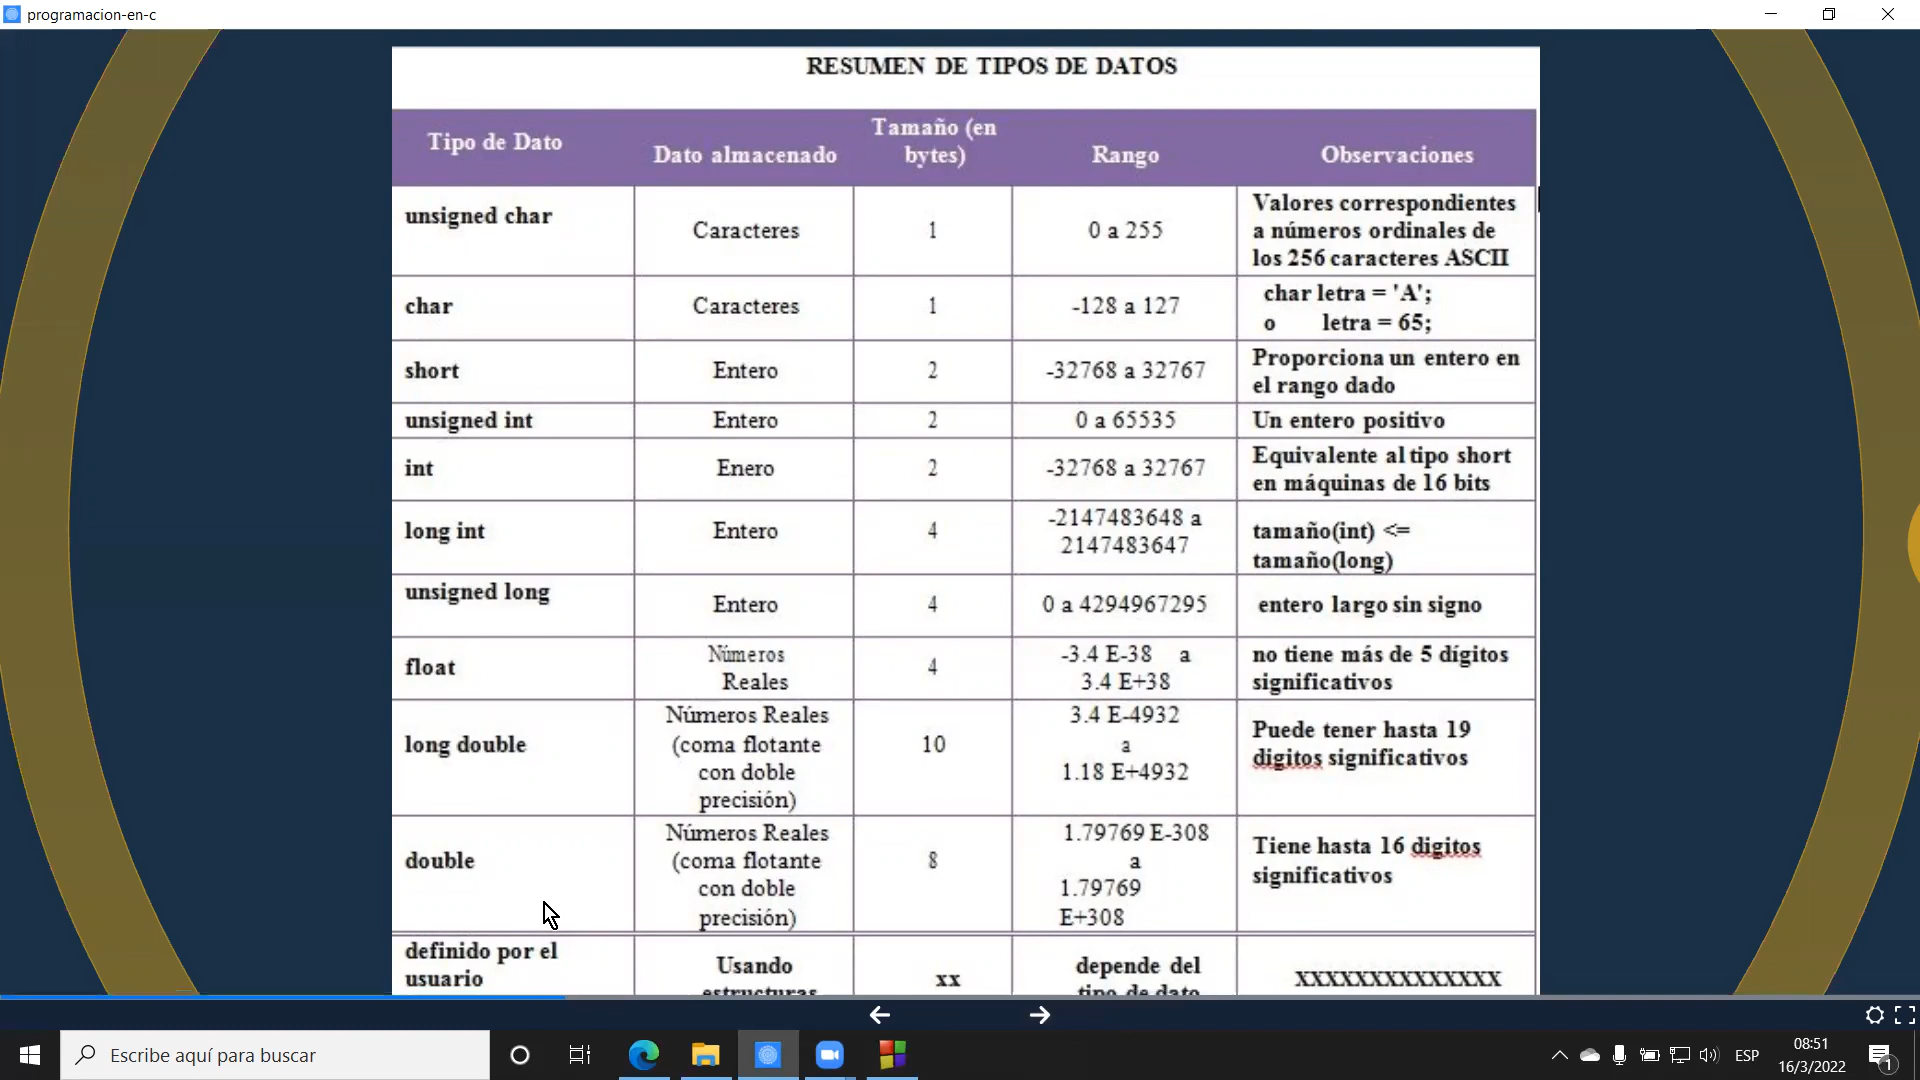 programacion-en-c
RESUMEN DE TIPOS DE DATOS
Tipo de Dato
Dato almacenado
Tamaño (en
bytes)
Rango
Observaciones
unsigned char
Caracteres
1
0 a 255
Valores correspondientes
a números ordinales de
los 256 caracteres ASCII
char
Caracteres
1
-128 a 127
char letra = 'A';
o letra = 65;
short
Entero
2
-32768 a 32767
Proporciona un entero en
el rango dado
unsigned int
Entero
2
0 a 65535
Un entero positivo
int
Enero
2
-32768 a 32767
Equivalente al tipo short
en máquinas de 16 bits
long int
Entero
4
-2147483648 a
2147483647
tamaño(int) <=
tamaño(long)
unsigned long
Entero
4
0 a 4294967295
entero largo sin signo
float
Números
Reales
4
-3.4 E-38 a
3.4 E+38
no tiene más de 5 dígitos
significativos
long double
Números Reales
(coma flotante
con doble
precisión)
10
3.4 E-4932
a
1.18 E+4932
Puede tener hasta 19
digitos significativos
double
Números Reales
(coma flotante
con doble
precisión)
8
1.79769 E-308
a
1.79769
E+308
Tiene hasta 16 digitos
significativos
definido por el
usuario
Usando
estructuras
xx
depende del
tipo de dato
XXXXXXXXXXXXXX
Escribe aquí para buscar
ESP
08:51
16/3/2022
1